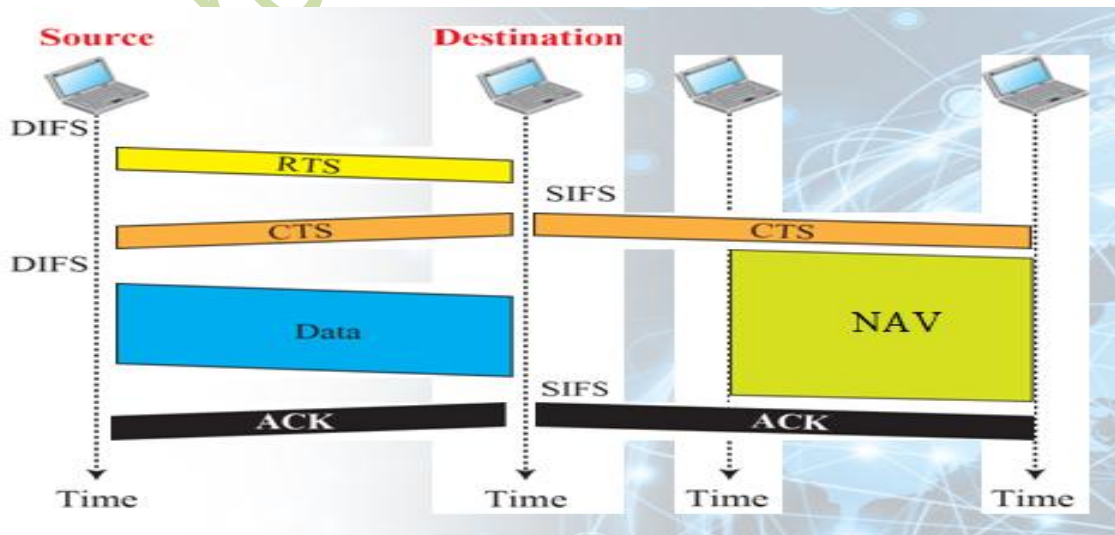 Source
Destination
DIFS
RTS
SIFS
CTS
CTS
DIFS
Data
NAV
SIFS
ACK
ACK
Time
Time
Time
Time